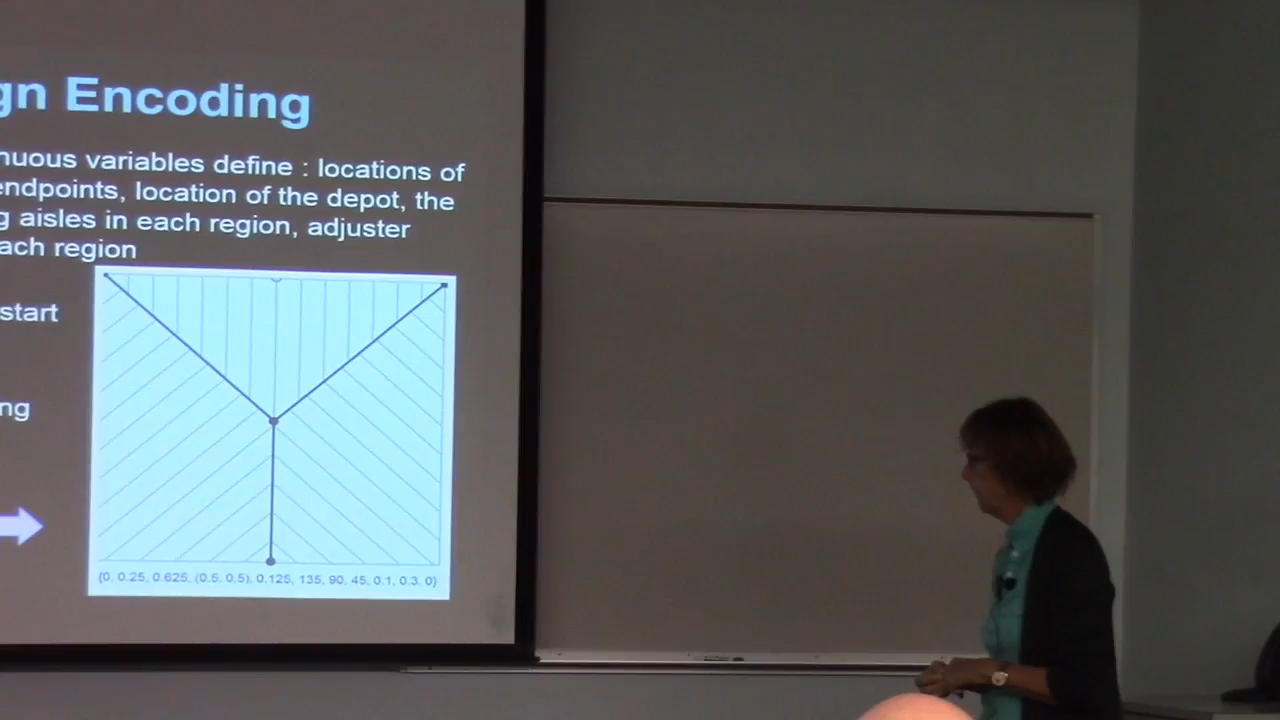 gn Encoding
nuous variables define : locations of
endpoints, location of the depot, the
g aisles in each region, adjuster
ach region
start
ng
{0, 0.25, 0.625, (0.5, 0.5), 0.125, 135, 90, 45, 0.1, 0.3, 0}